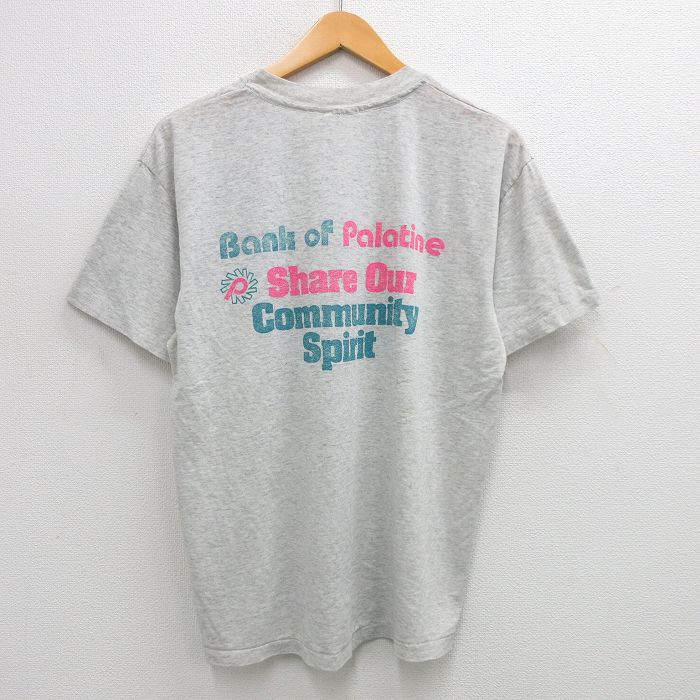 Bank of Palatine
P Share Our
Community
Spirit